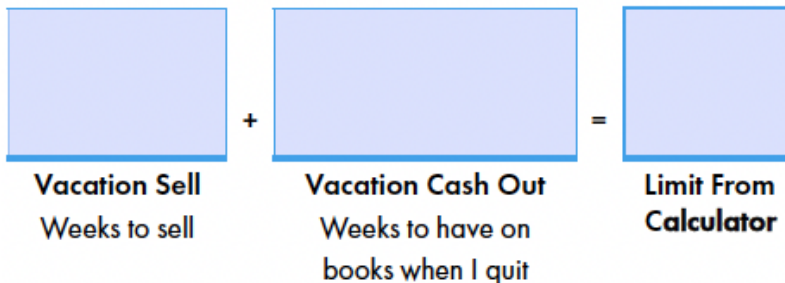 + =
Vacation Sell
Weeks to sell
Vacation Cash Out
Weeks to have on
books when I quit
Limit From
Calculator